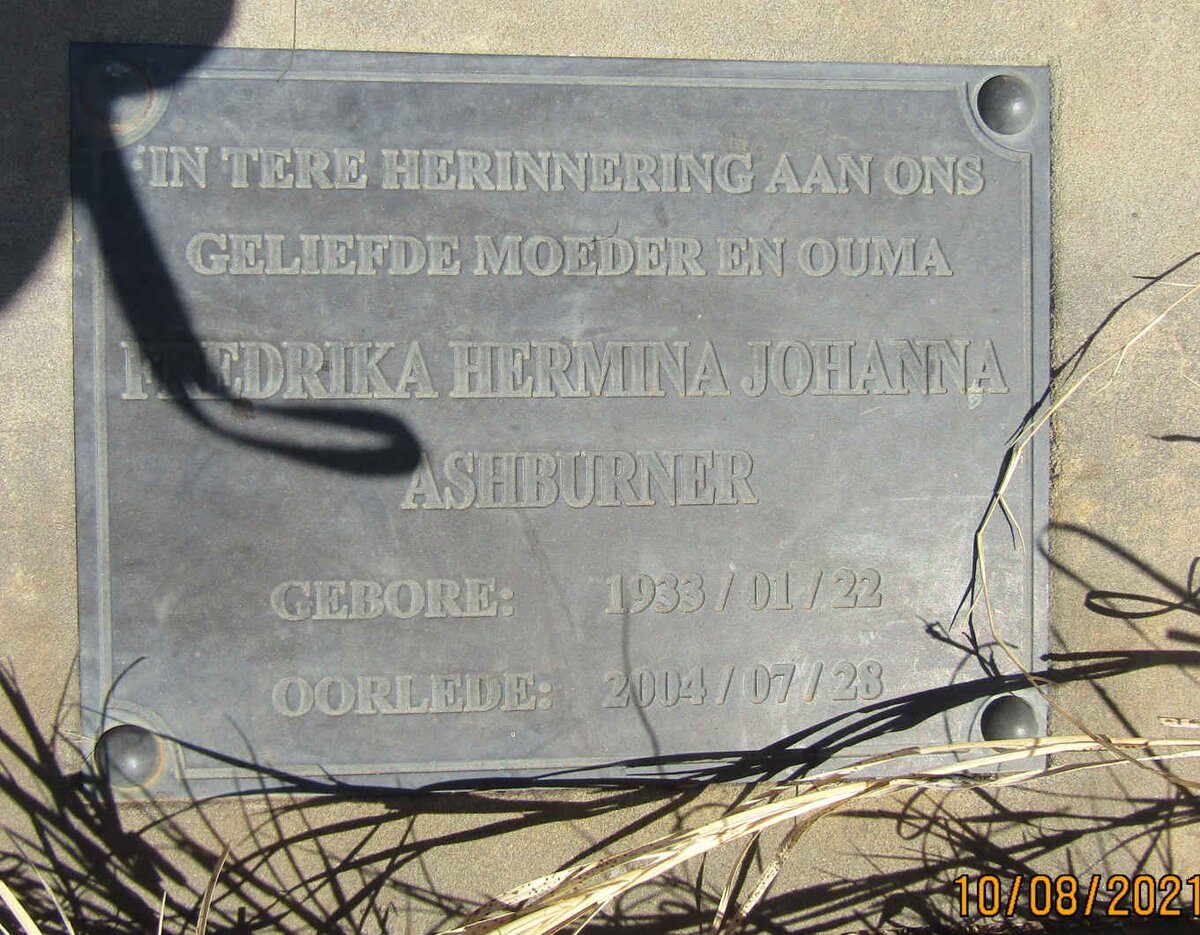 IN TERE HERINNERING AAN ONS
GELIEFDE MOEDER EN OUMA
FREDRIKA HERMINA JOHANNA
ASHBURNER
GEBORE: 1933/01/22
OORLEDE: 2004/07/28
10/08/2021